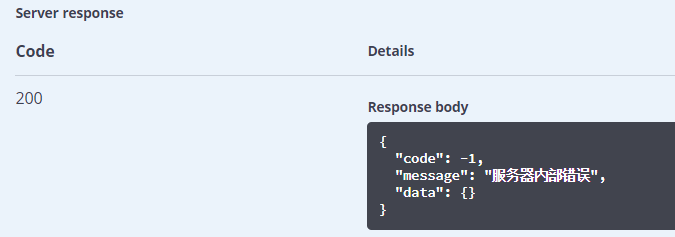 Server response
Code Details
200
Response body
{
  "code": -1,
  "message": "服务器内部错误",
  "data": {}
}